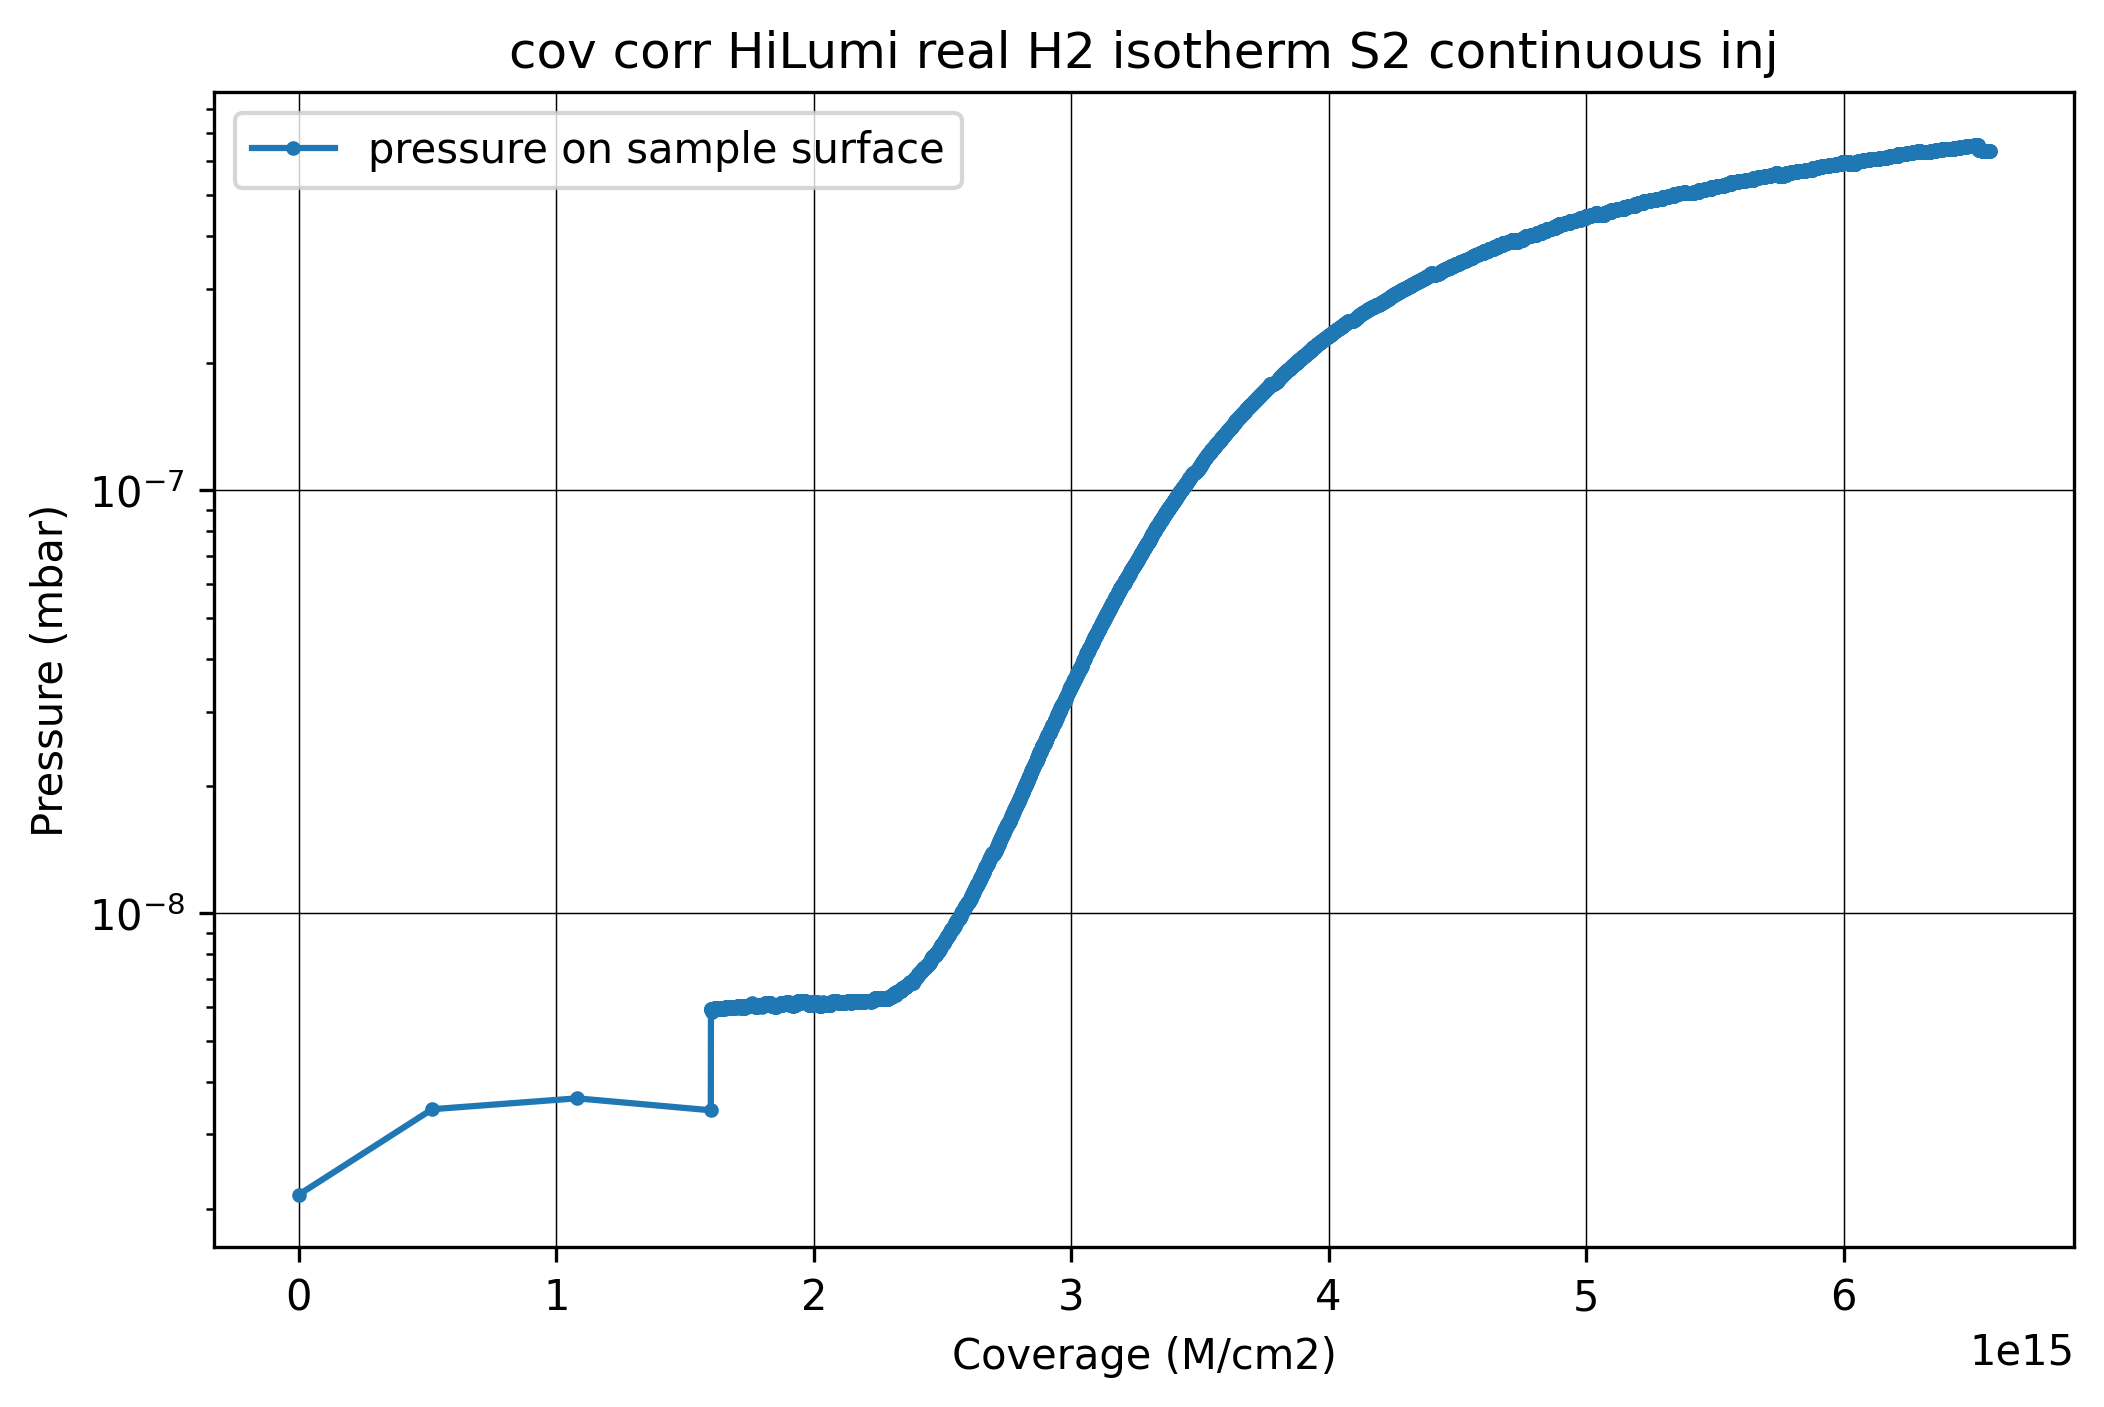 cov corr HiLumi real H2 isotherm S2 continuous inj
pressure on sample surface
Pressure (mbar)
10⁻⁷
10⁻⁸
0 1 2 3 4 5 6
Coverage (M/cm2)
1e15